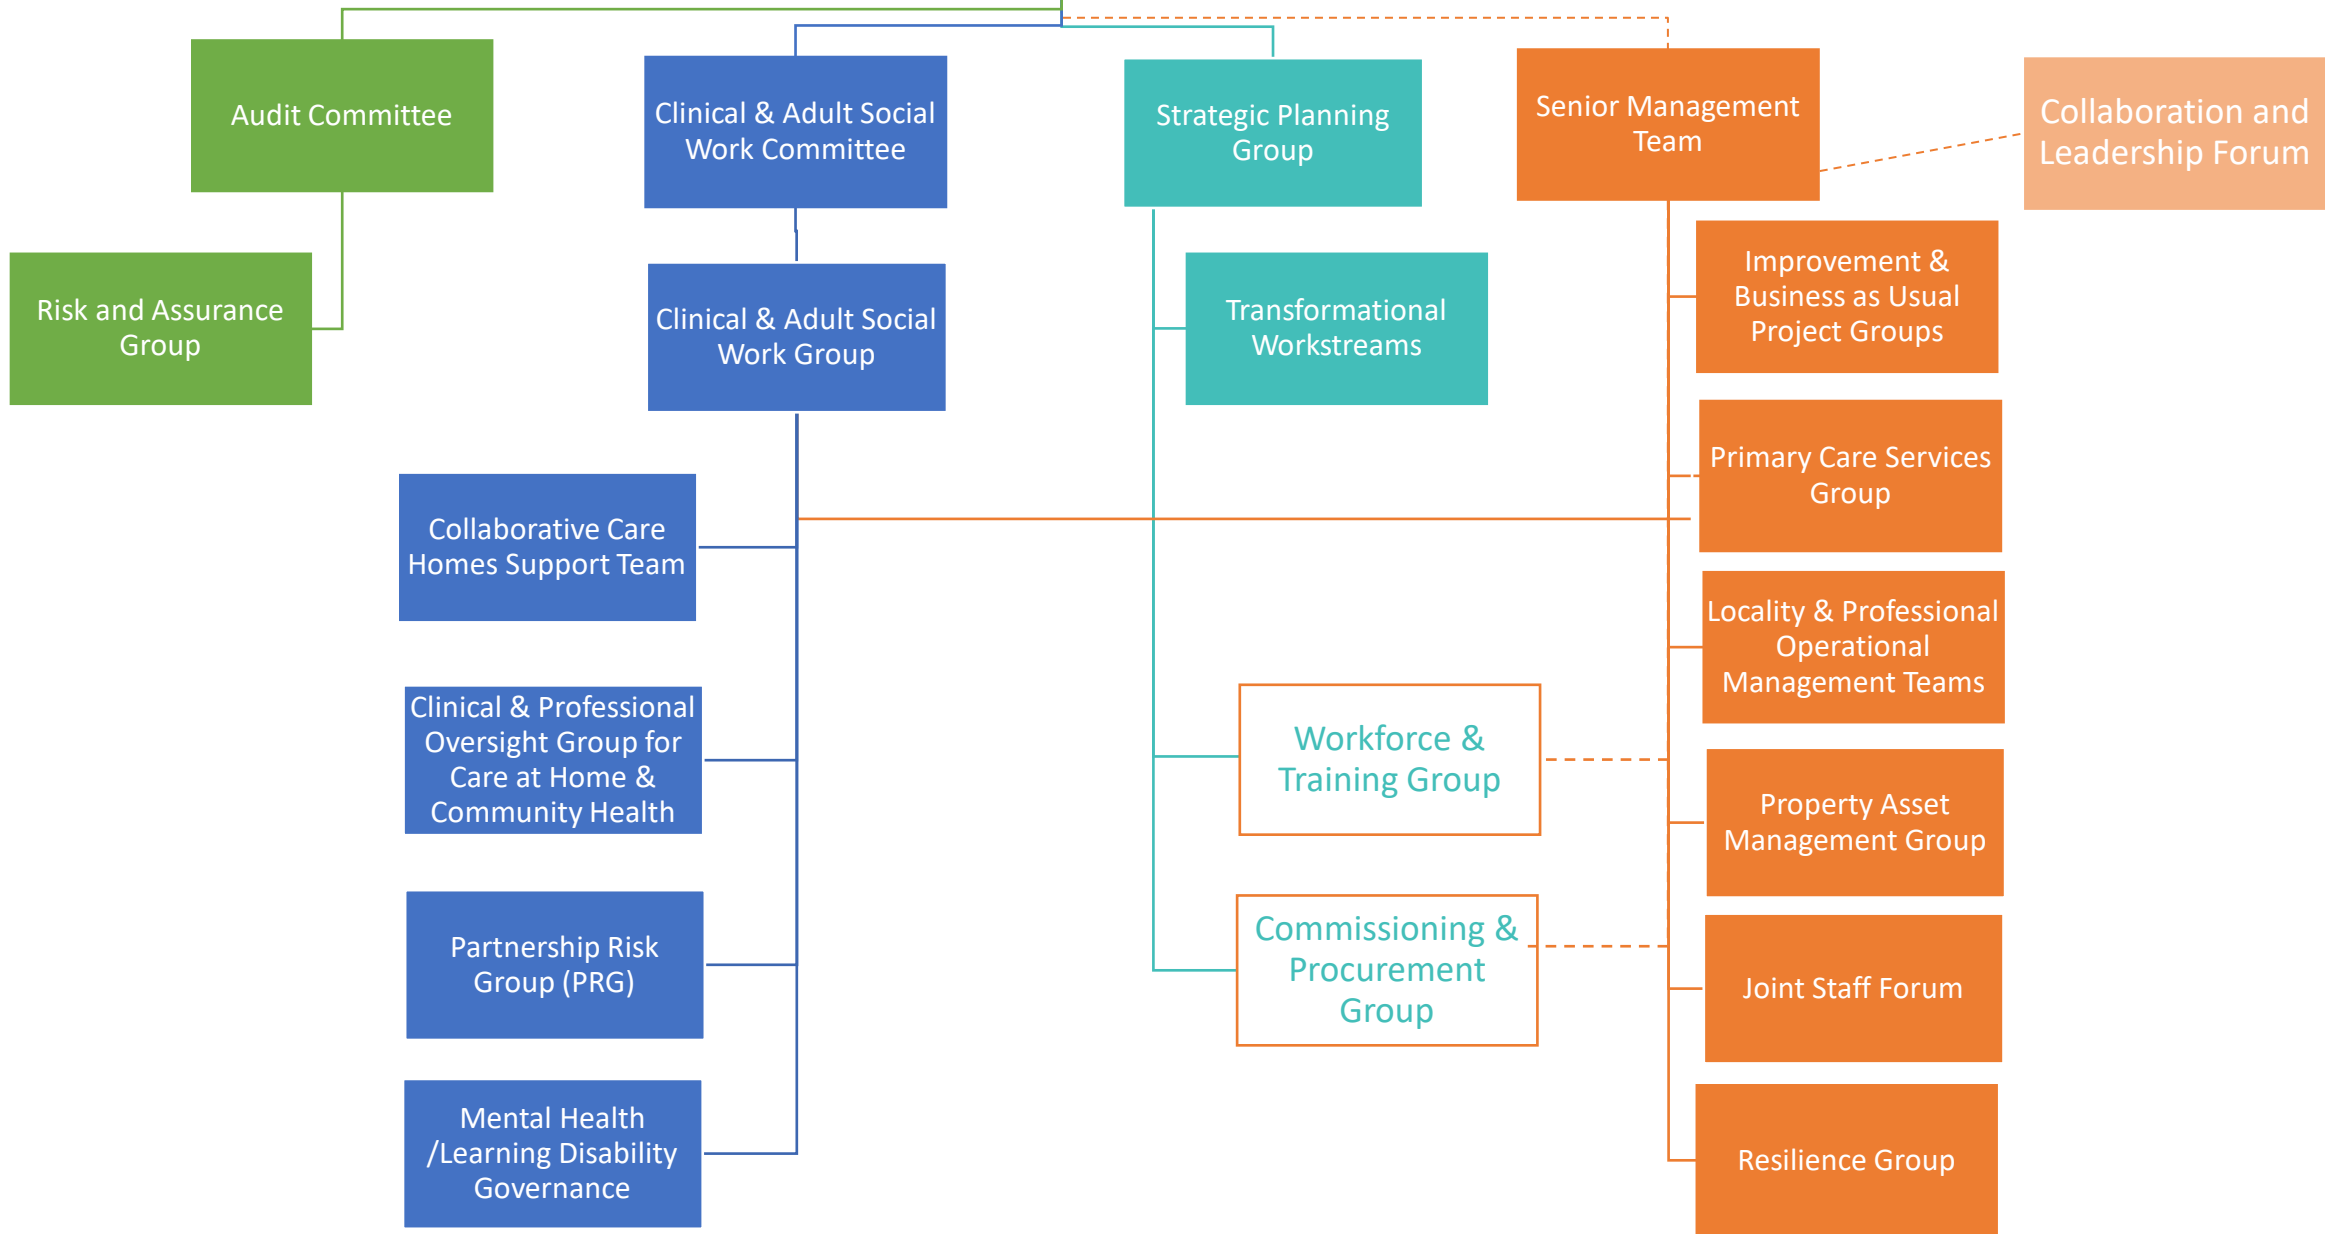 Audit Committee
Clinical & Adult Social
Work Committee
Strategic Planning
Group
Senior Management
Team
Collaboration and
Leadership Forum
Risk and Assurance
Group
Clinical & Adult Social
Work Group
Transformational
Workstreams
Improvement &
Business as Usual
Project Groups
Primary Care Services
Group
Collaborative Care
Homes Support Team
Locality & Professional
Operational
Management Teams
Clinical & Professional
Oversight Group for
Care at Home &
Community Health
Workforce &
Training Group
Property Asset
Management Group
Partnership Risk
Group (PRG)
Commissioning &
Procurement
Group
Joint Staff Forum
Mental Health
/Learning Disability
Governance
Resilience Group